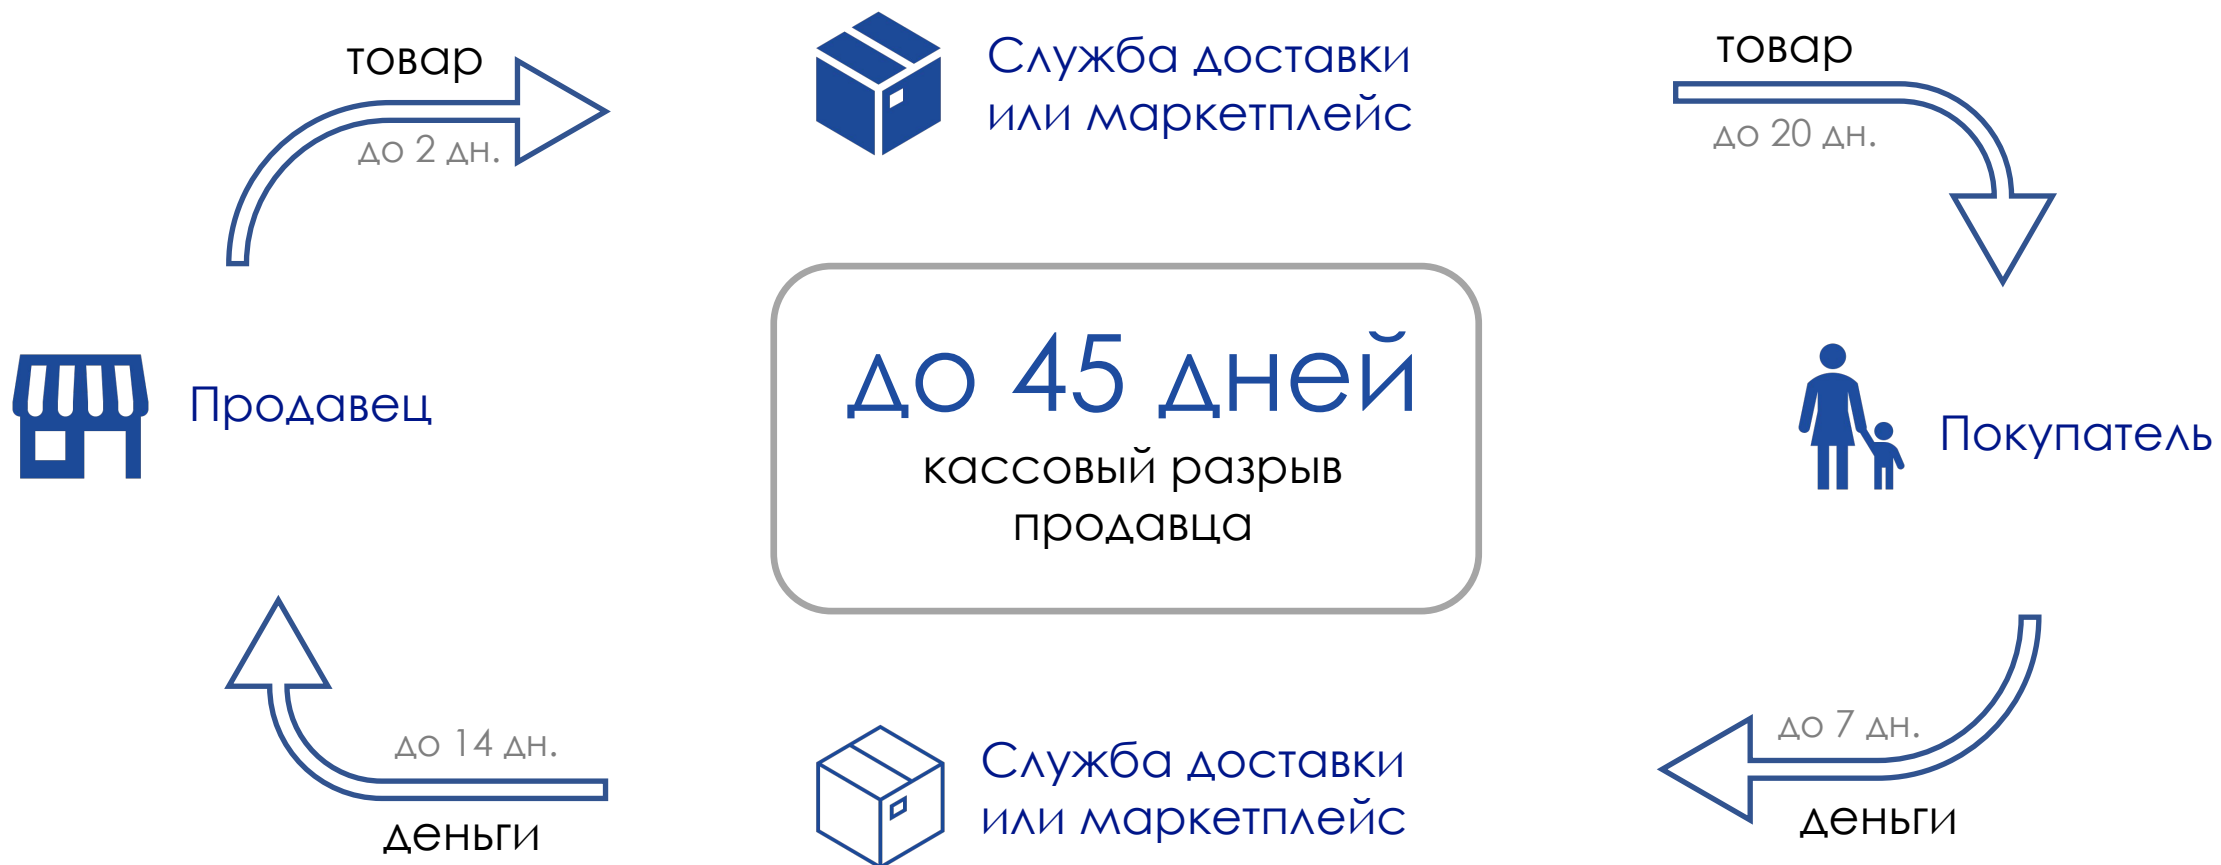 товар
до 2 дн.
Служба доставки
или маркетплейс
товар
до 20 дн.
Продавец
до 45 дней
кассовый разрыв
продавца
Покупатель
до 14 дн.
деньги
Служба доставки
или маркетплейс
до 7 дн.
деньги